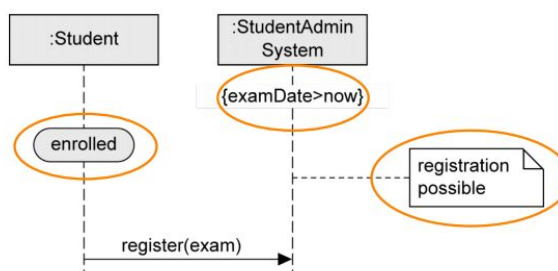 :Student
:StudentAdmin
System
{examDate>now}
enrolled
registration
possible
register(exam)